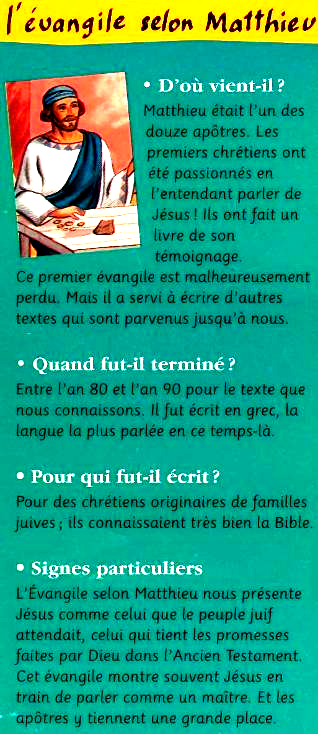 l'évangile selon Matthieu
• D'où vient-il ?
Matthieu était l'un des
douze apôtres. Les
premiers chrétiens ont
été passionnés en
l'entendant parler de
Jésus ! Ils ont fait un
livre de son
témoignage.
Ce premier évangile est malheureusement
perdu. Mais il a servi à écrire d'autres
textes qui sont parvenus jusqu'à nous.
• Quand fut-il terminé ?
Entre l'an 80 et l'an 90 pour le texte que
nous connaissons. Il fut écrit en grec, la
langue la plus parlée en ce temps-là.
• Pour qui fut-il écrit ?
Pour des chrétiens originaires de familles
juives ; ils connaissaient très bien la Bible.
• Signes particuliers
L'Évangile selon Matthieu nous présente
Jésus comme celui que le peuple juif
attendait, celui qui tient les promesses
faites par Dieu dans l'Ancien Testament.
Cet évangile montre souvent Jésus en
train de parler comme un maître. Et les
apôtres y tiennent une grande place.